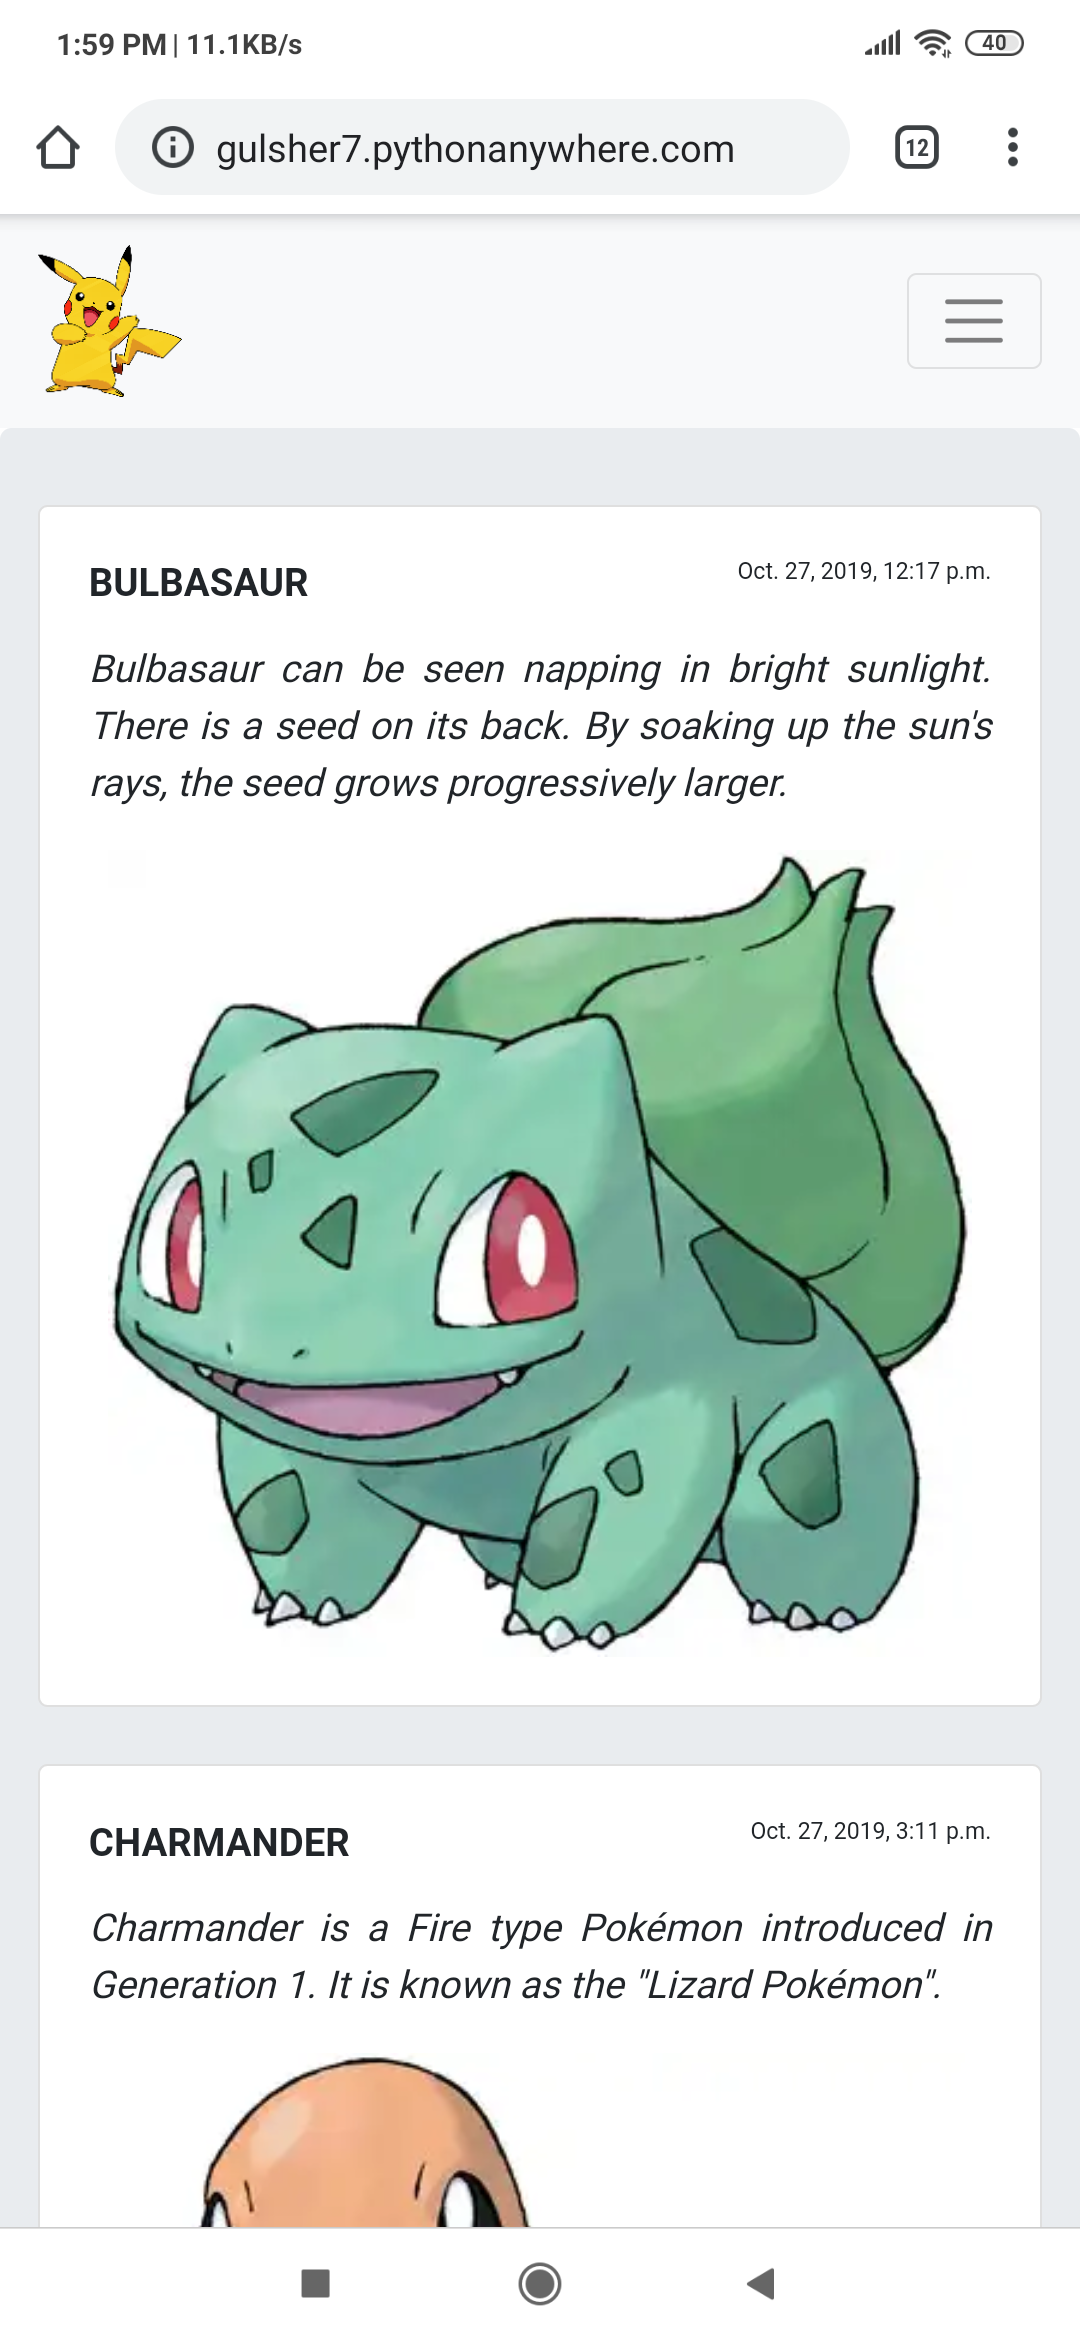 1:59 PM | 11.1KB/s
40
gulsher7.pythonanywhere.com
12
BULBASAUR
Oct. 27, 2019, 12:17 p.m.
Bulbasaur can be seen napping in bright sunlight.
There is a seed on its back. By soaking up the sun's
rays, the seed grows progressively larger.
CHARMANDER
Oct. 27, 2019, 3:11 p.m.
Charmander is a Fire type Pokémon introduced in
Generation 1. It is known as the "Lizard Pokémon".